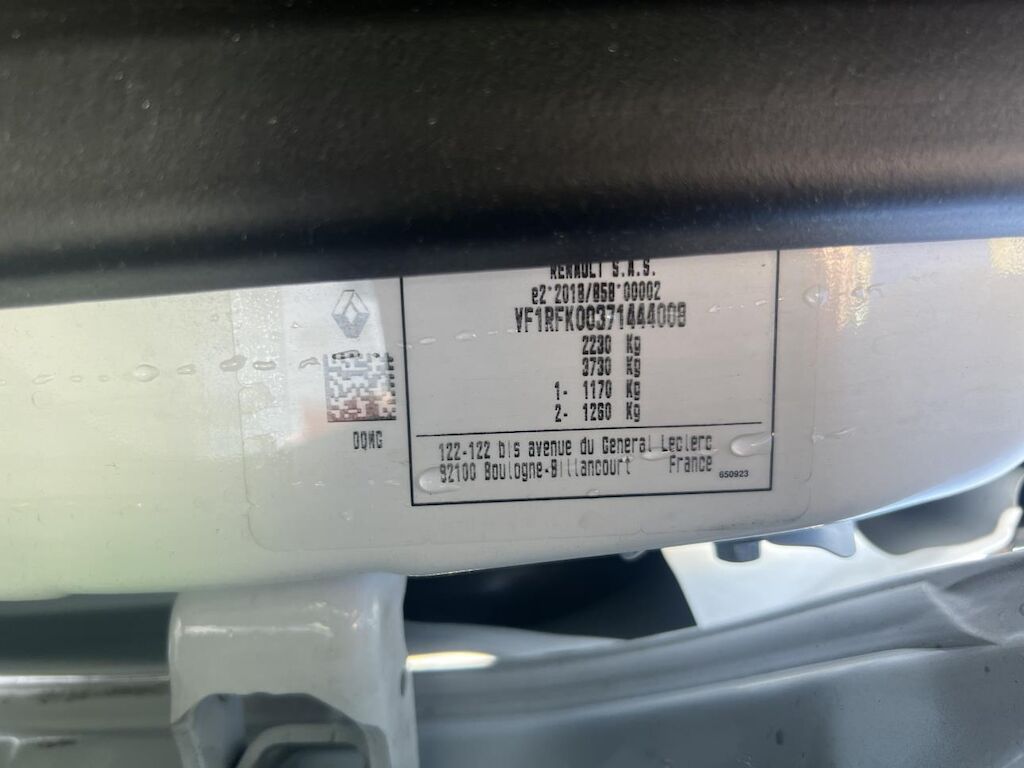 RENAULT S.A.S.
e2*2018/858*00002
VF1RFK00371444008
2230 Kg
3730 Kg
1- 1170 Kg
2- 1260 Kg
DQMG
122-122 bis avenue du General Leclerc
92100 Boulogne-Billancourt France
650923